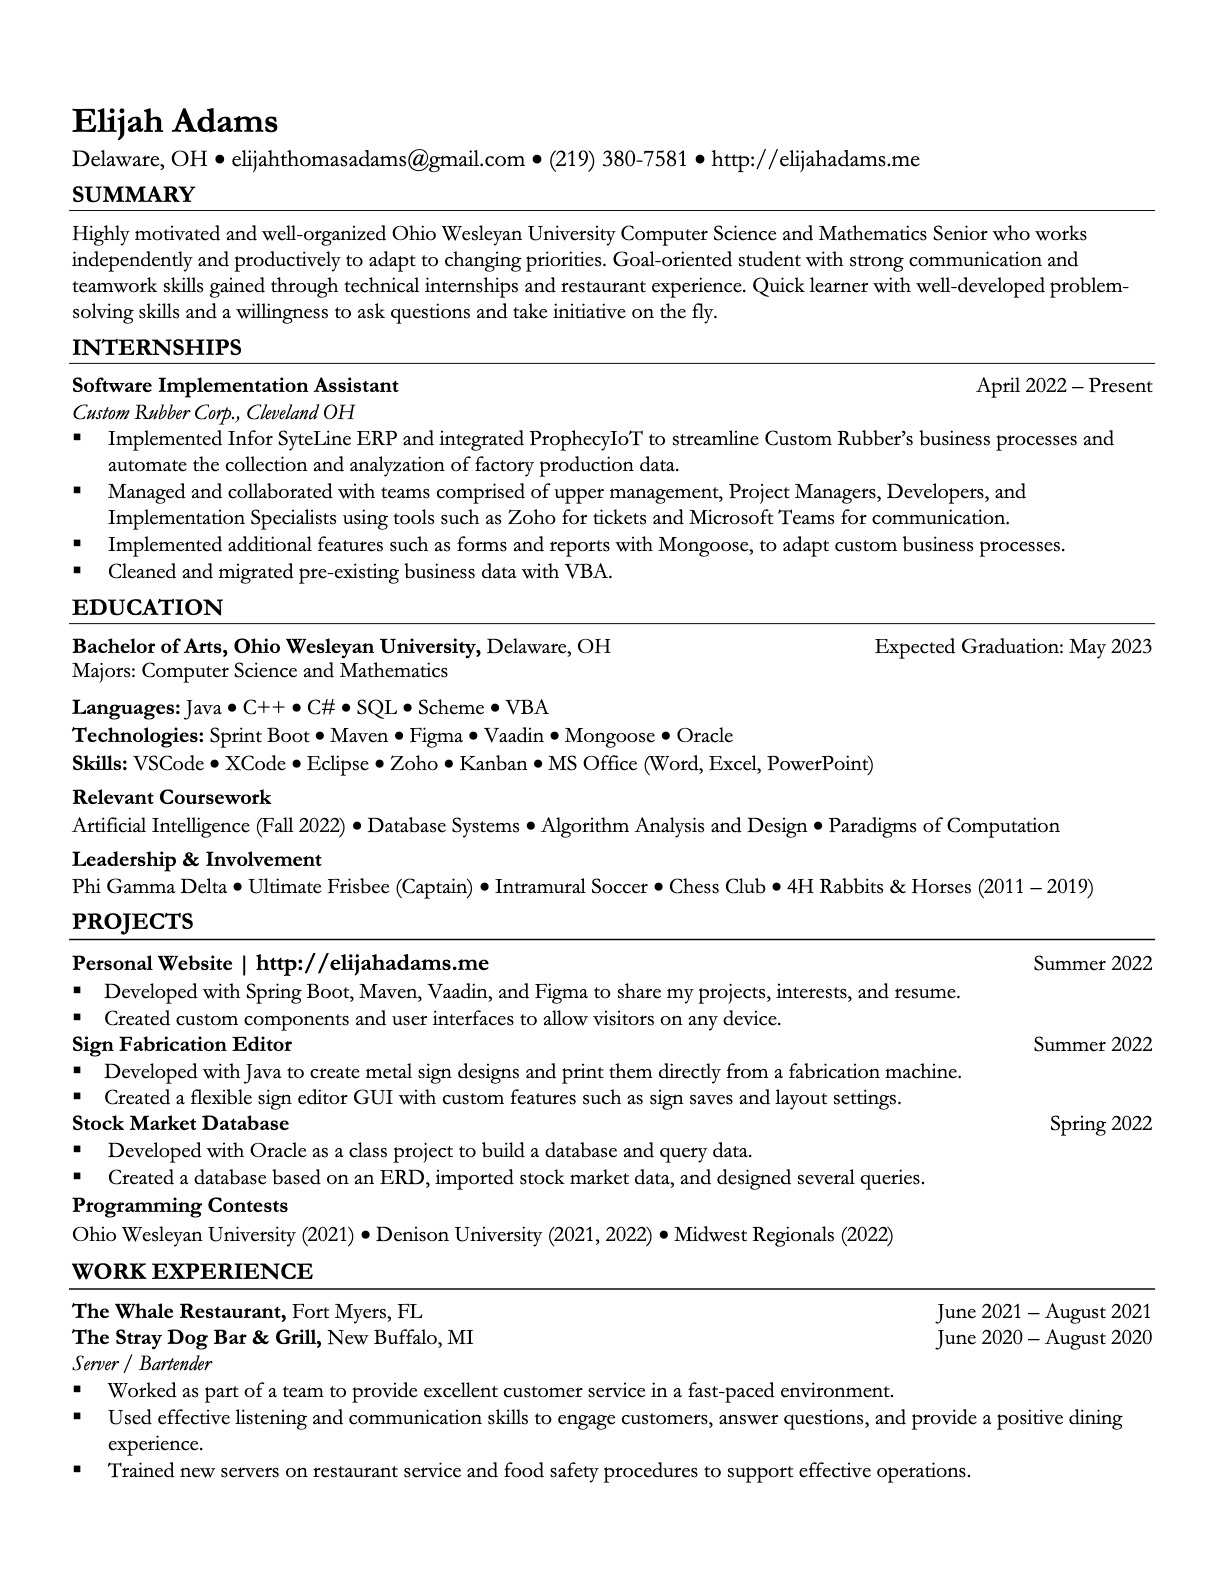 Elijah Adams
Delaware, OH ● elijahthomasadams@gmail.com ● (219) 380-7581 ● http://elijahadams.me
SUMMARY
Highly motivated and well-organized Ohio Wesleyan University Computer Science and Mathematics Senior who works
independently and productively to adapt to changing priorities. Goal-oriented student with strong communication and
teamwork skills gained through technical internships and restaurant experience. Quick learner with well-developed problem-
solving skills and a willingness to ask questions and take initiative on the fly.
INTERNSHIPS
Software Implementation Assistant April 2022 – Present
Custom Rubber Corp., Cleveland OH
▪ Implemented Infor SyteLine ERP and integrated ProphecyIoT to streamline Custom Rubber’s business processes and
automate the collection and analyzation of factory production data.
▪ Managed and collaborated with teams comprised of upper management, Project Managers, Developers, and
Implementation Specialists using tools such as Zoho for tickets and Microsoft Teams for communication.
▪ Implemented additional features such as forms and reports with Mongoose, to adapt custom business processes.
▪ Cleaned and migrated pre-existing business data with VBA.
EDUCATION
Bachelor of Arts, Ohio Wesleyan University, Delaware, OH Expected Graduation: May 2023
Majors: Computer Science and Mathematics
Languages: Java ● C++ ● C# ● SQL ● Scheme ● VBA
Technologies: Sprint Boot ● Maven ● Figma ● Vaadin ● Mongoose ● Oracle
Skills: VSCode ● XCode ● Eclipse ● Zoho ● Kanban ● MS Office (Word, Excel, PowerPoint)
Relevant Coursework
Artificial Intelligence (Fall 2022) ● Database Systems ● Algorithm Analysis and Design ● Paradigms of Computation
Leadership & Involvement
Phi Gamma Delta ● Ultimate Frisbee (Captain) ● Intramural Soccer ● Chess Club ● 4H Rabbits & Horses (2011 – 2019)
PROJECTS
Personal Website | http://elijahadams.me Summer 2022
▪ Developed with Spring Boot, Maven, Vaadin, and Figma to share my projects, interests, and resume.
▪ Created custom components and user interfaces to allow visitors on any device.
Sign Fabrication Editor Summer 2022
▪ Developed with Java to create metal sign designs and print them directly from a fabrication machine.
▪ Created a flexible sign editor GUI with custom features such as sign saves and layout settings.
Stock Market Database Spring 2022
▪ Developed with Oracle as a class project to build a database and query data.
▪ Created a database based on an ERD, imported stock market data, and designed several queries.
Programming Contests
Ohio Wesleyan University (2021) ● Denison University (2021, 2022) ● Midwest Regionals (2022)
WORK EXPERIENCE
The Whale Restaurant, Fort Myers, FL June 2021 – August 2021
The Stray Dog Bar & Grill, New Buffalo, MI June 2020 – August 2020
Server / Bartender
▪ Worked as part of a team to provide excellent customer service in a fast-paced environment.
▪ Used effective listening and communication skills to engage customers, answer questions, and provide a positive dining
experience.
▪ Trained new servers on restaurant service and food safety procedures to support effective operations.